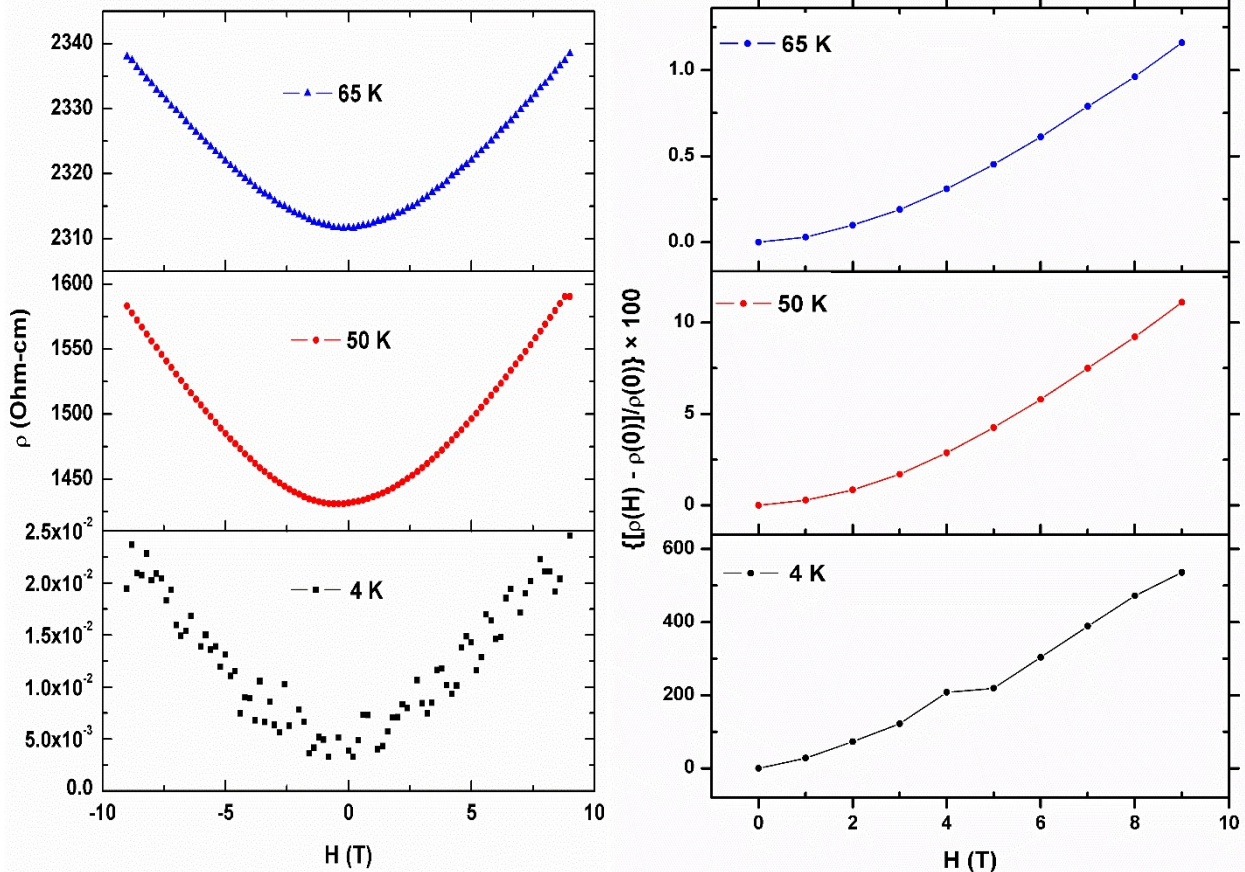 2340
2330
2320
2310
65 K
1600
1550
1500
1450
50 K
2.5x10-2
2.0x10-2
1.5x10-2
1.0x10-2
5.0x10-3
0.0
4 K
-10
-5
0
5
10
ρ (Ohm-cm)
H (T)
1.0
0.5
0.0
65 K
10
5
0
50 K
600
400
200
0
4 K
0
2
4
6
8
10
{[ρ(H) - ρ(0)]/ρ(0)} × 100
H (T)